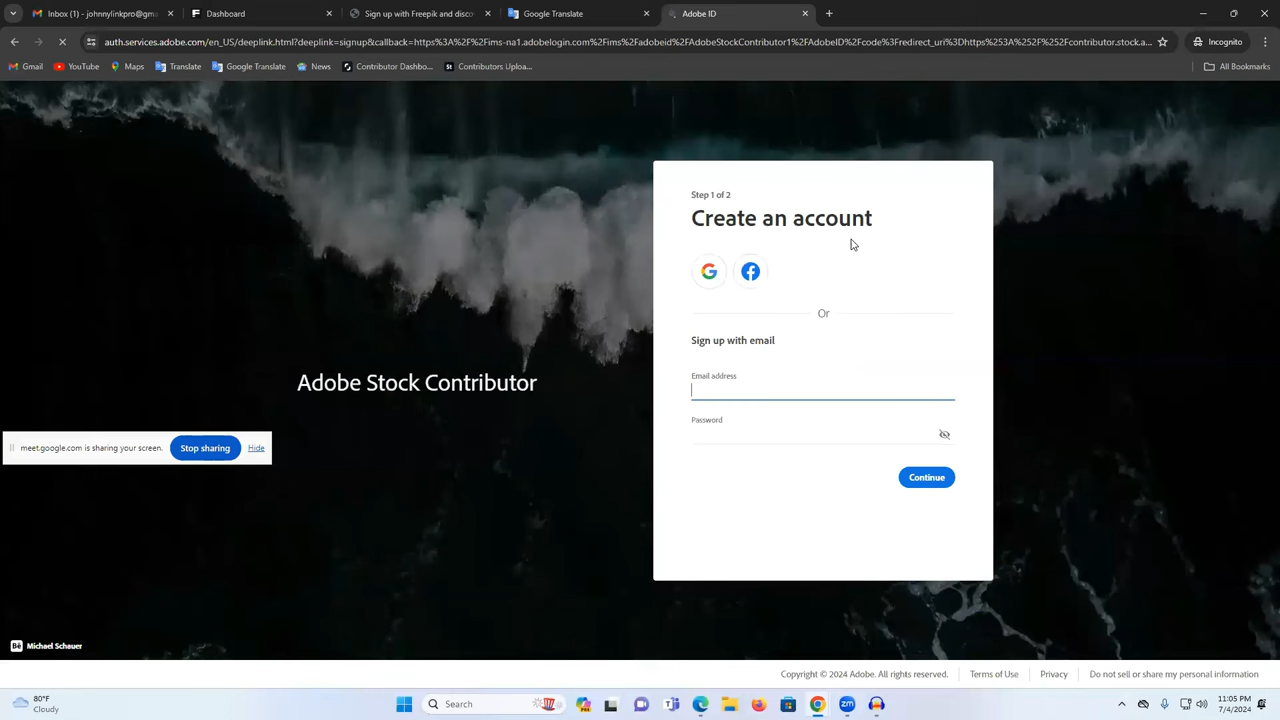 Inbox (1) - johnnylinkpro@gm
Dashboard
Sign up with Freepik and disco
Google Translate
Adobe ID
auth.services.adobe.com/en_US/deeplink.html?deeplink=signup&callback=https%3A%2F%2Fims-na1.adobelogin.com%2Fims%2Fadobeid%2FAdobeStockContributor1%2FAdobeID%2Fcode%3Fredirect_uri%3Dhttps%253A%252F%252Fcontributor.stock.a...
Incognito
Gmail
YouTube
Maps
Translate
Google Translate
News
Contributor Dashbo...
St Contributors Uploa...
All Bookmarks
Step 1 of 2
Create an account
Or
Sign up with email
Email address
Password
Continue
Adobe Stock Contributor
meet.google.com is sharing your screen.
Stop sharing
Hide
Bē Michael Schauer
Copyright © 2024 Adobe. All rights reserved.
Terms of Use
Privacy
Do not sell or share my personal information
80°F
Cloudy
Search
zm
11:05 PM
7/4/2024